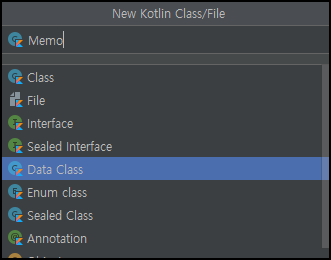 New Kotlin Class/File
Memo
Class
File
Interface
Sealed Interface
Data Class
Enum class
Sealed Class
Annotation